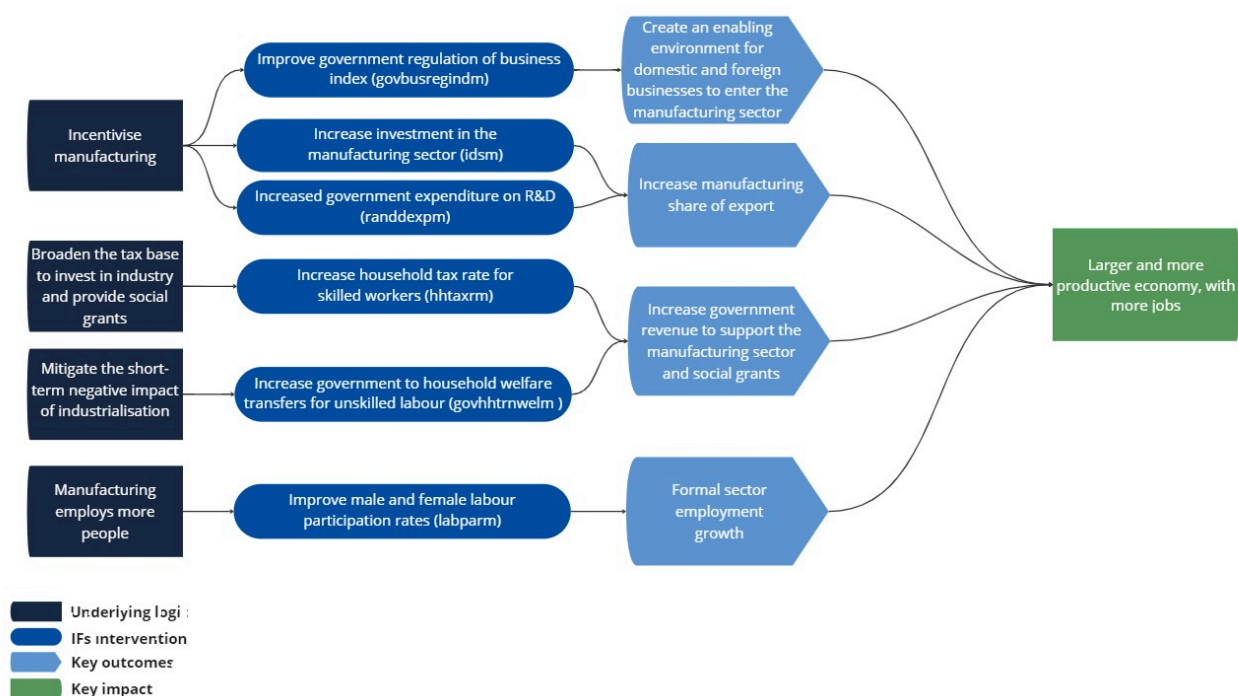 Incentivise
manufacturing
Improve government regulation of business
index (govbusregindm)
Create an enabling
environment for
domestic and foreign
businesses to enter the
manufacturing sector
Increase investment in the
manufacturing sector (idsm)
Increased government expenditure on R&D
(randdexpm)
Increase manufacturing
share of export
Broaden the tax base
to invest in industry
and provide social
grants
Increase household tax rate for
skilled workers (hhtaxrm)
Mitigate the short-
term negative impact
of industrialisation
Increase government to household welfare
transfers for unskilled labour (govhhtrnwelm )
Increase government
revenue to support the
manufacturing sector
and social grants
Manufacturing
employs more
people
Improve male and female labour
participation rates (labparm)
Formal sector
employment
growth
Larger and more
productive economy, with
more jobs
Underlying logi
IFs intervention
Key outcomes
Key impact